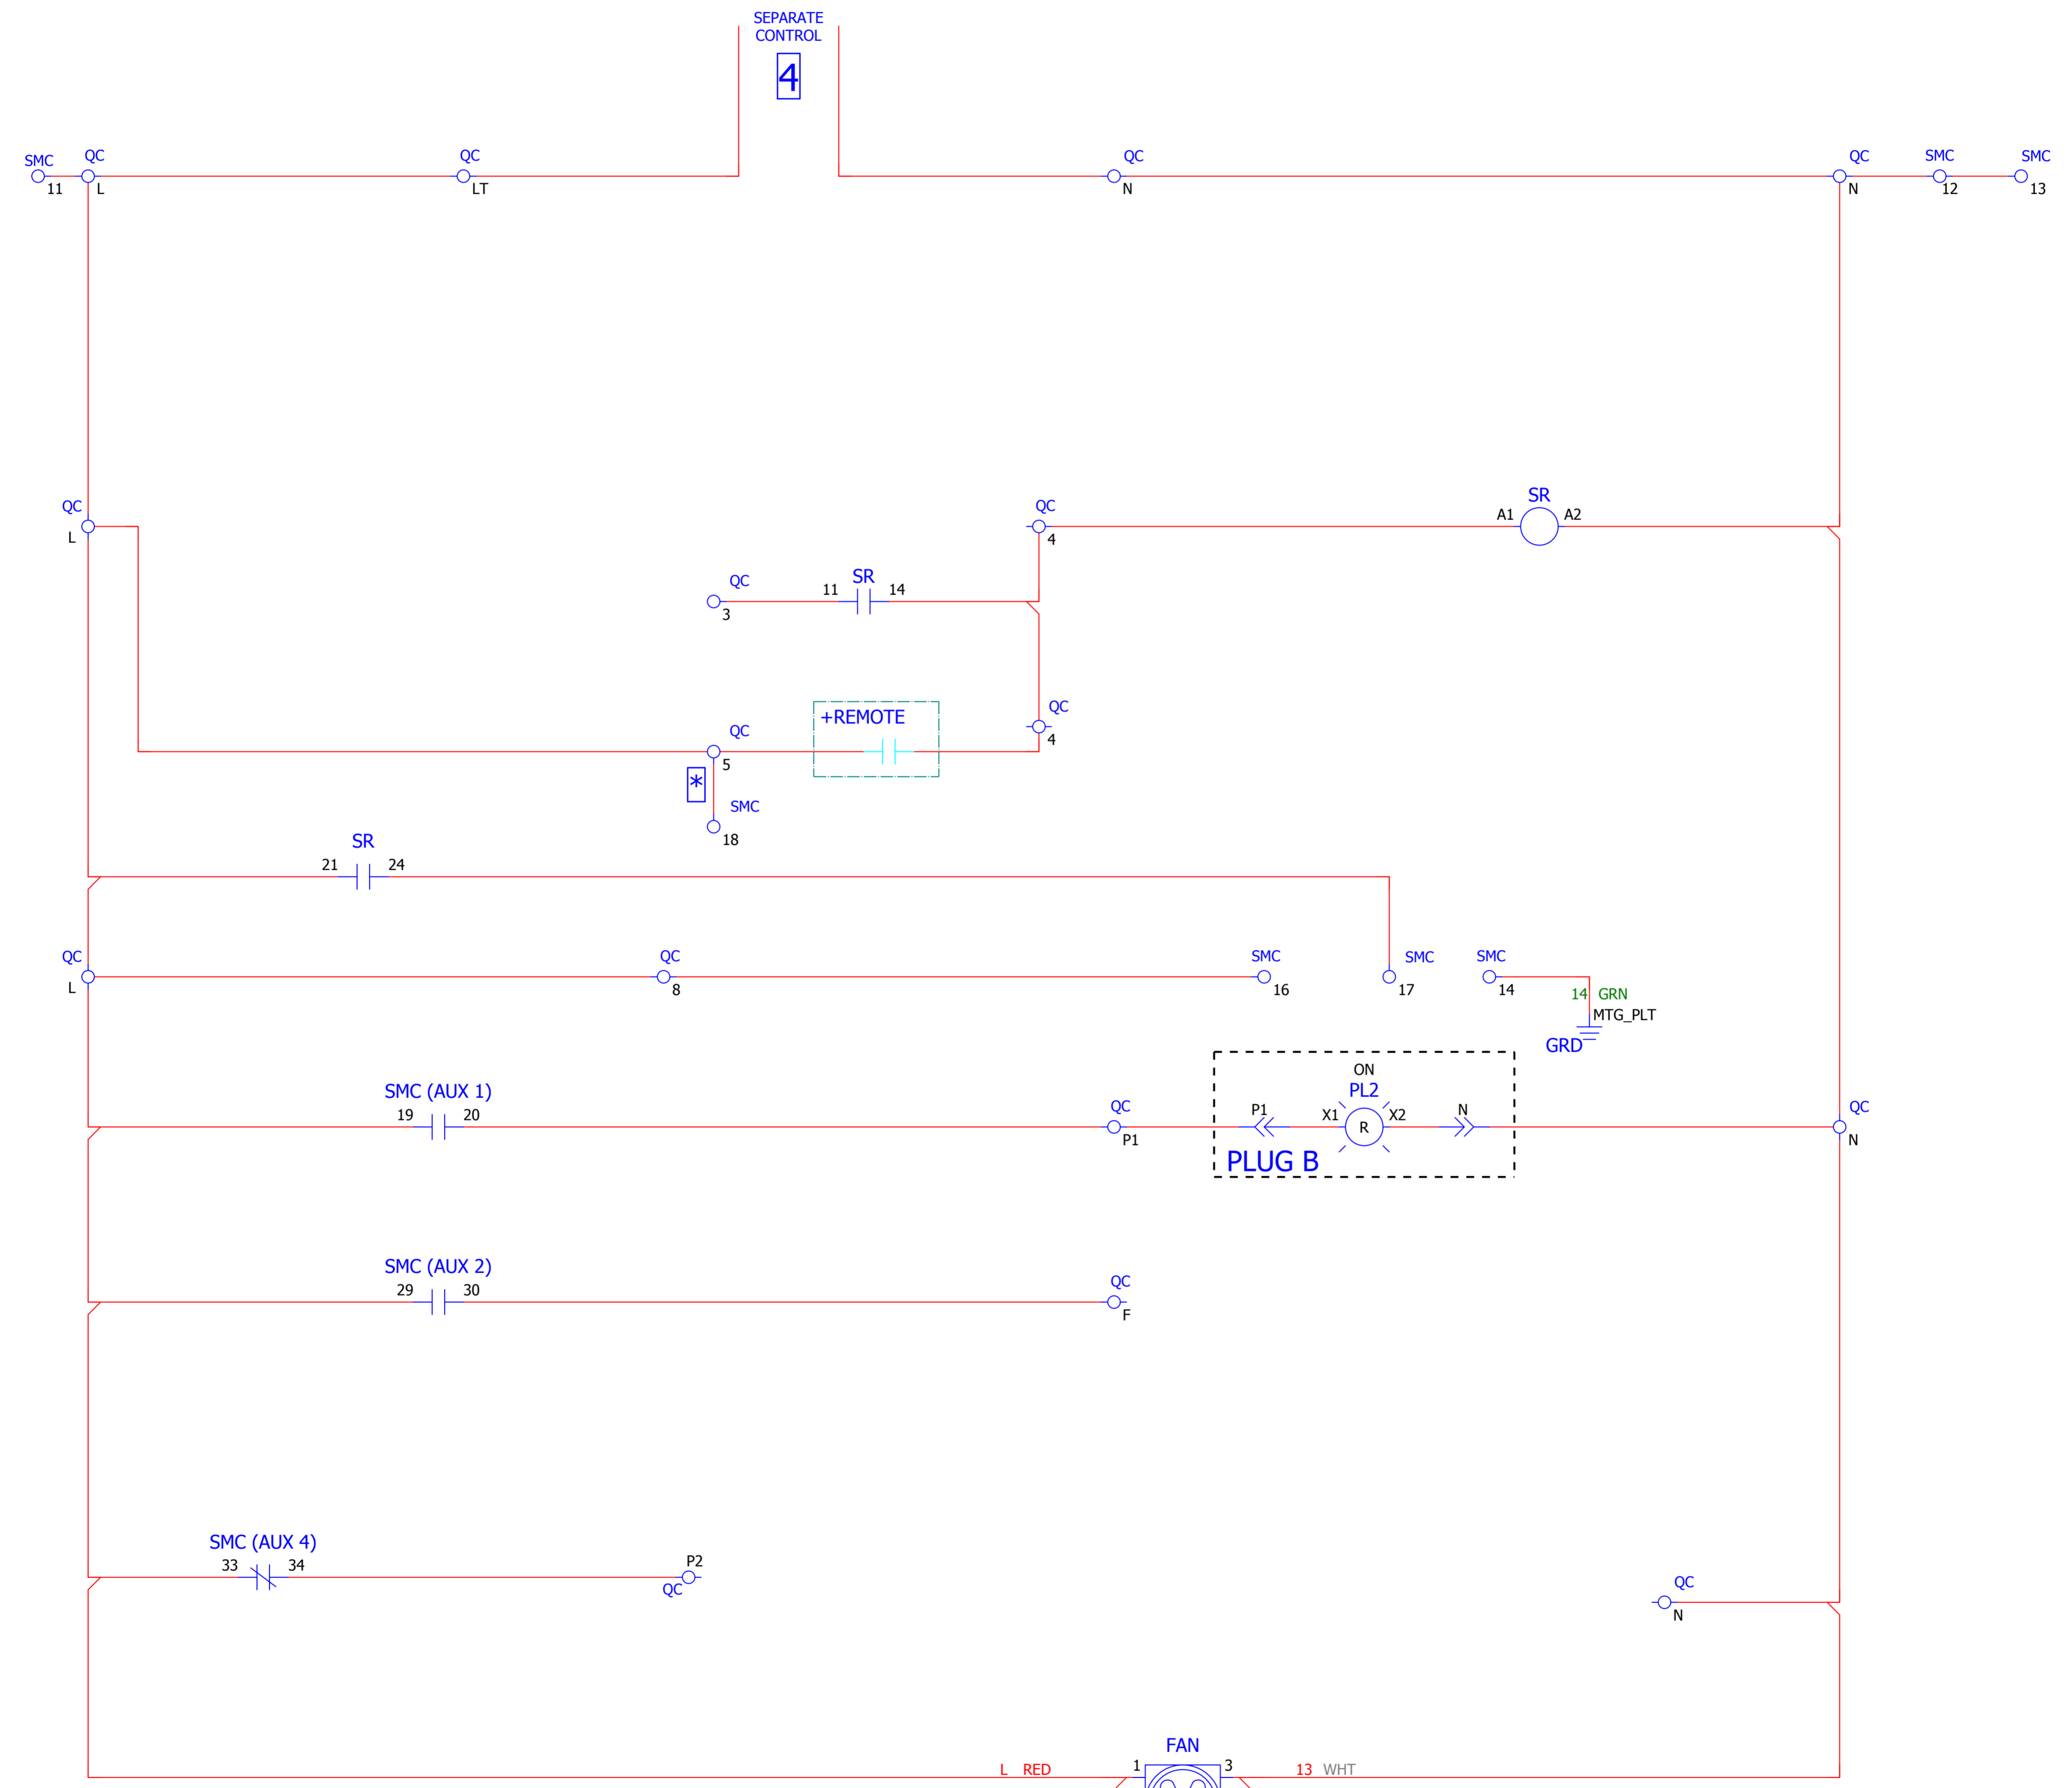 SEPARATE
CONTROL
4
SMC QC QC QC QC SMC SMC
11 L LT N N 12 13
QC QC SR
L 4 A1 A2
QC 11 SR 14
3
+REMOTE QC
QC 4
5
*
SMC
18
SR
21 24
QC QC SMC SMC SMC
L 8 16 17 14
14 GRN
MTG_PLT
GRD
ON
SMC (AUX 1) PL2
19 20 QC P1 X1 R X2 N QC
P1 N
PLUG B
SMC (AUX 2)
29 30 QC
F
SMC (AUX 4)
33 34 P2
QC QC
N
FAN
L RED 1 3 13 WHT